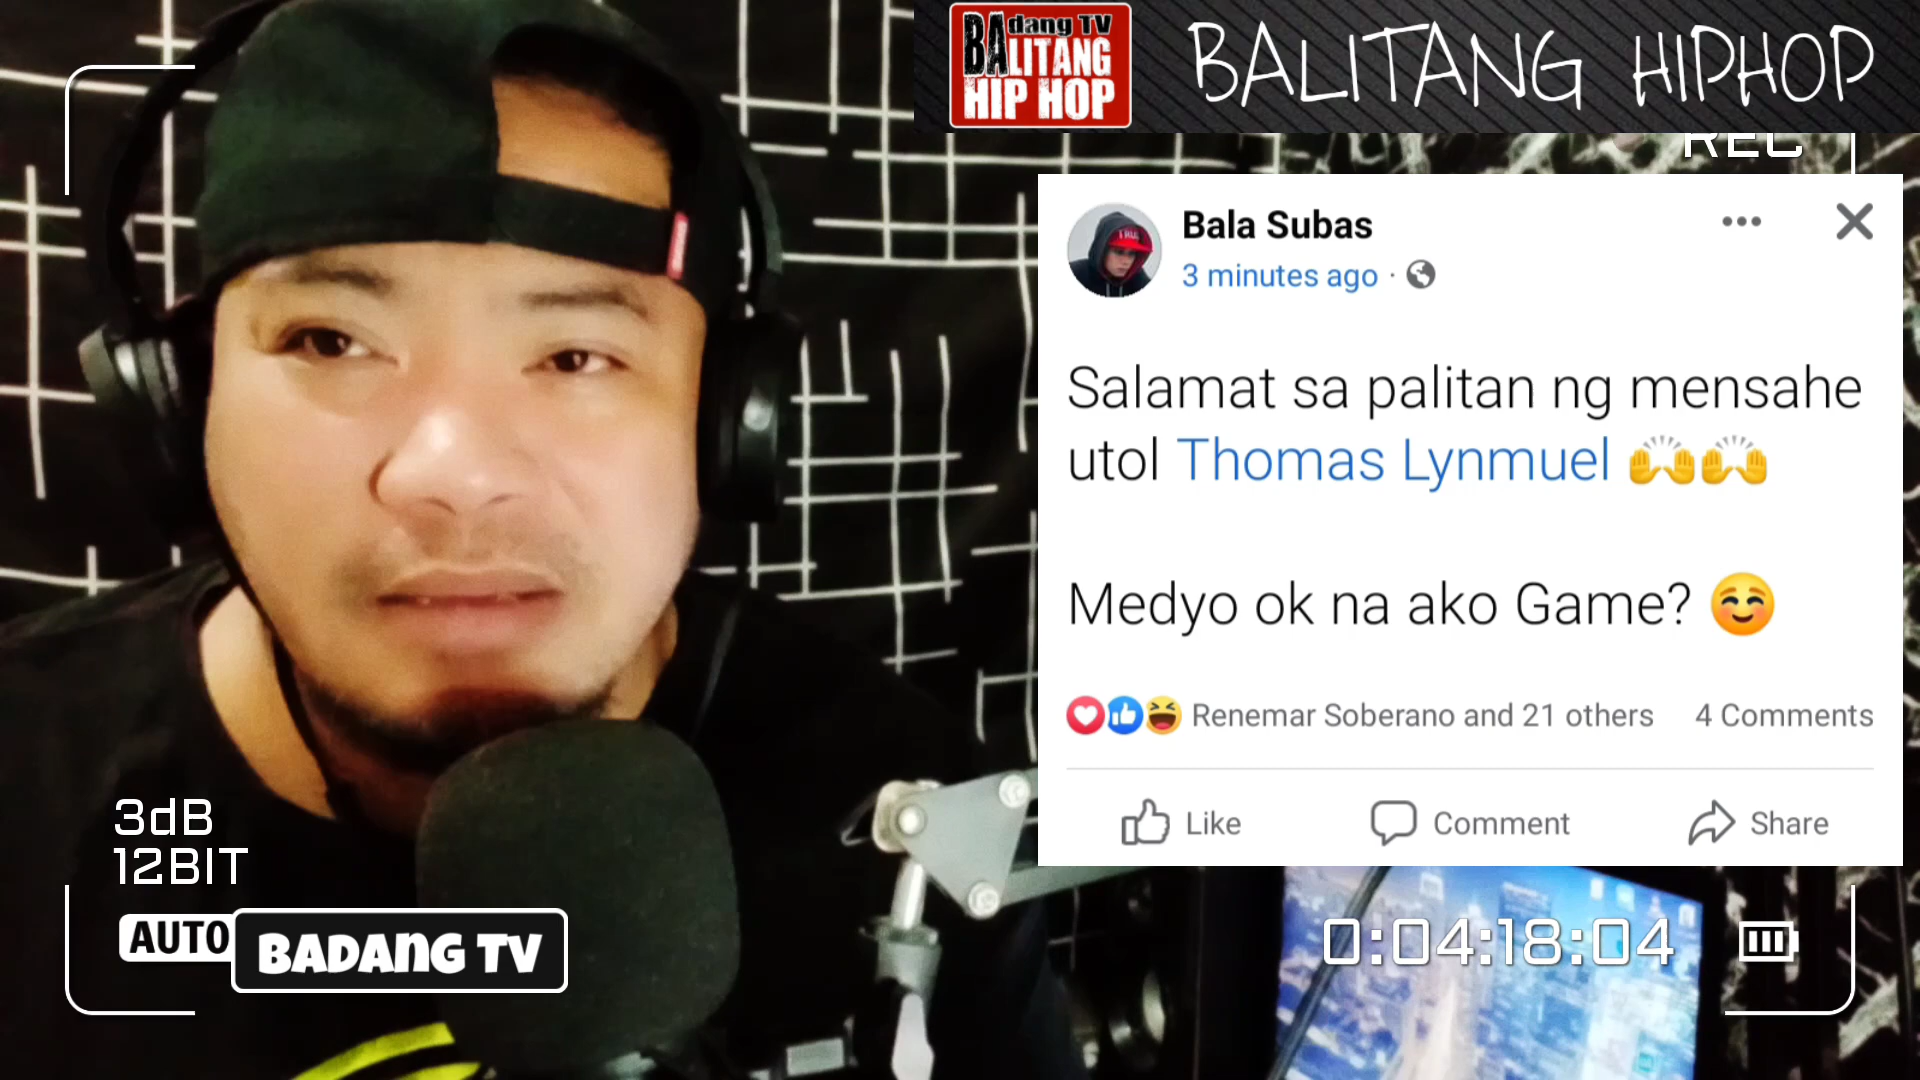 BAdang TV
BALITANG
HIP HOP
BALITANG HIPHOP
REC
Bala Subas
3 minutes ago ·
Salamat sa palitan ng mensahe
utol Thomas Lynmuel 🙌🙌
Medyo ok na ako Game? ☺️
Renemar Soberano and 21 others 4 Comments
Like Comment Share
3dB
12BIT
AUTO
BADANG TV
0:04:18:04